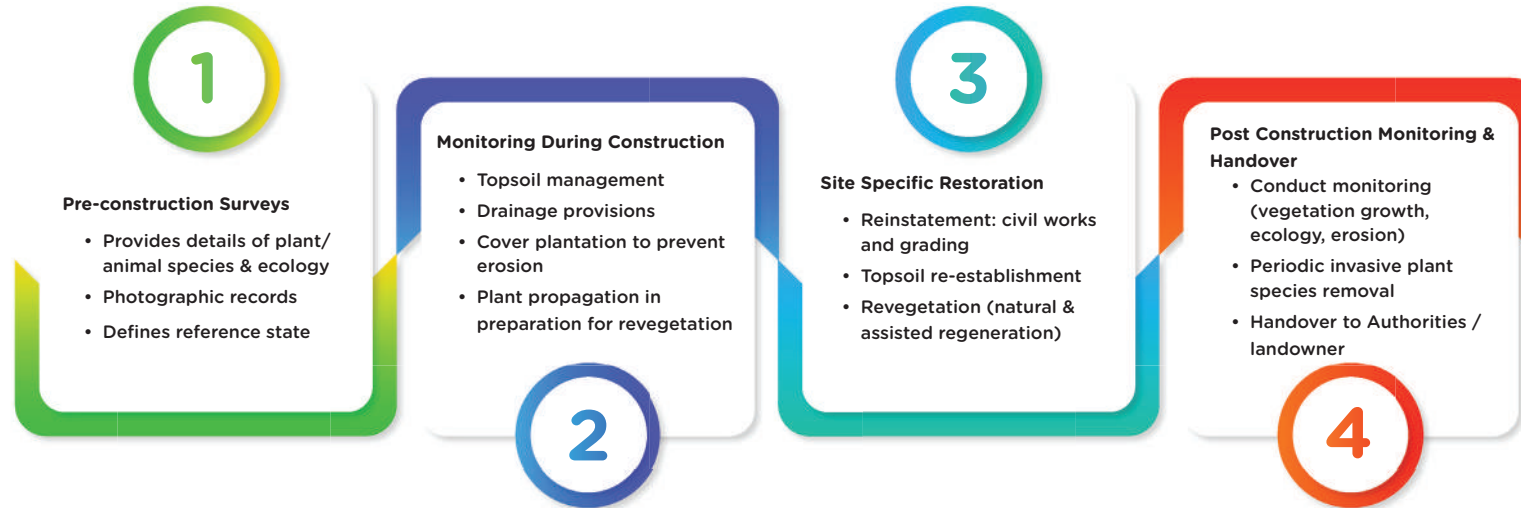 1
Pre-construction Surveys
• Provides details of plant/
animal species & ecology
• Photographic records
• Defines reference state
Monitoring During Construction
• Topsoil management
• Drainage provisions
• Cover plantation to prevent
erosion
• Plant propagation in
preparation for revegetation
2
3
Site Specific Restoration
• Reinstatement: civil works
and grading
• Topsoil re-establishment
• Revegetation (natural &
assisted regeneration)
Post Construction Monitoring &
Handover
• Conduct monitoring
(vegetation growth,
ecology, erosion)
• Periodic invasive plant
species removal
• Handover to Authorities /
landowner
4